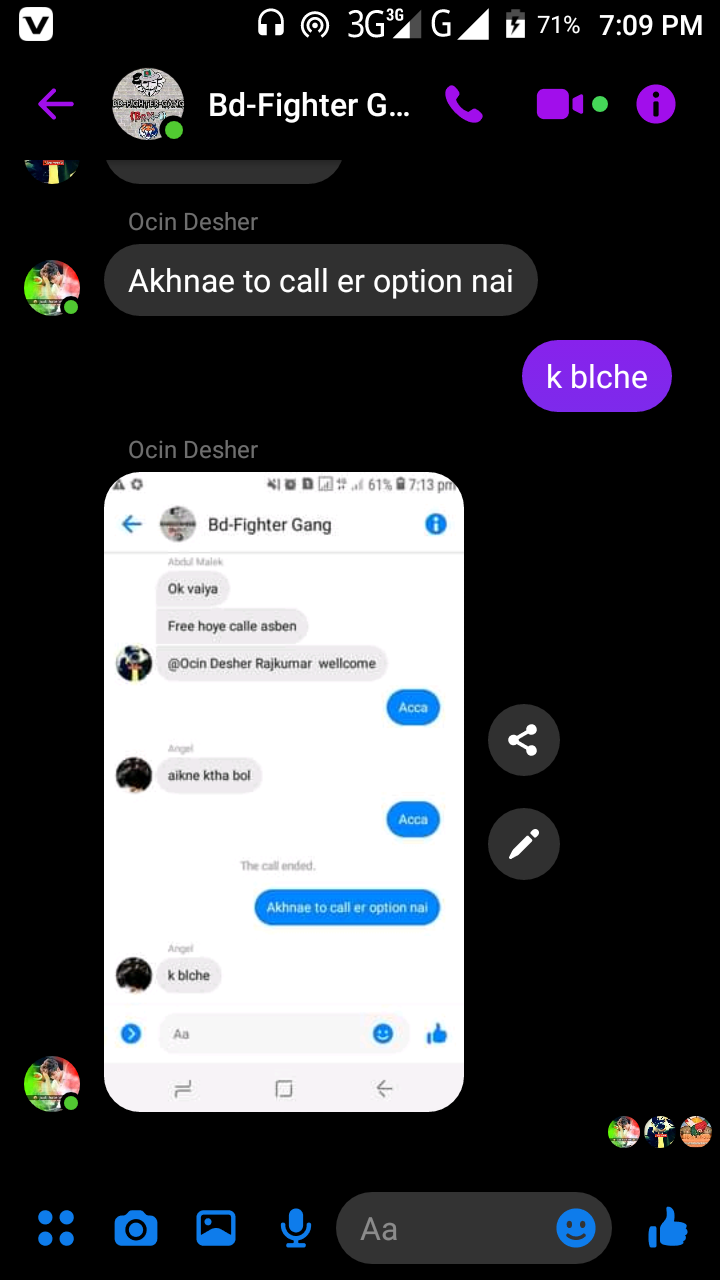 V
3G 3G G 71% 7:09 PM
BD-FIGHTER-GANG
Bd-Fighter G...
Ocin Desher
Akhnae to call er option nai
k blche
Ocin Desher
61% 7:13 pm
Bd-Fighter Gang
Abdul Malek
Ok vaiya
Free hoye calle asben
@Ocin Desher Rajkumar wellcome
Acca
Angel
aikne ktha bol
Acca
The call ended.
Akhnae to call er option nai
Angel
k blche
Aa
Aa